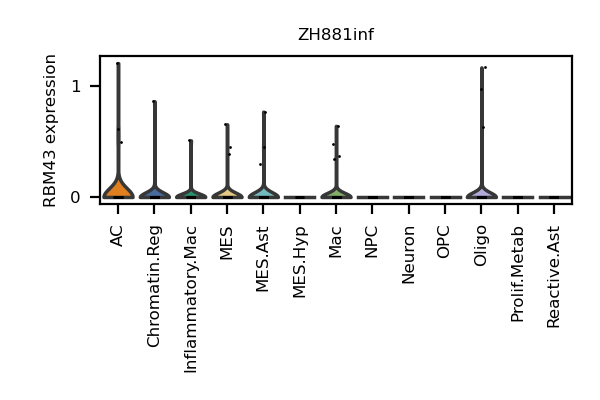 ZH881inf
RBM43 expression
1
0
AC
Chromatin.Reg
Inflammatory.Mac
MES
MES.Ast
MES.Hyp
Mac
NPC
Neuron
OPC
Oligo
Prolif.Metab
Reactive.Ast